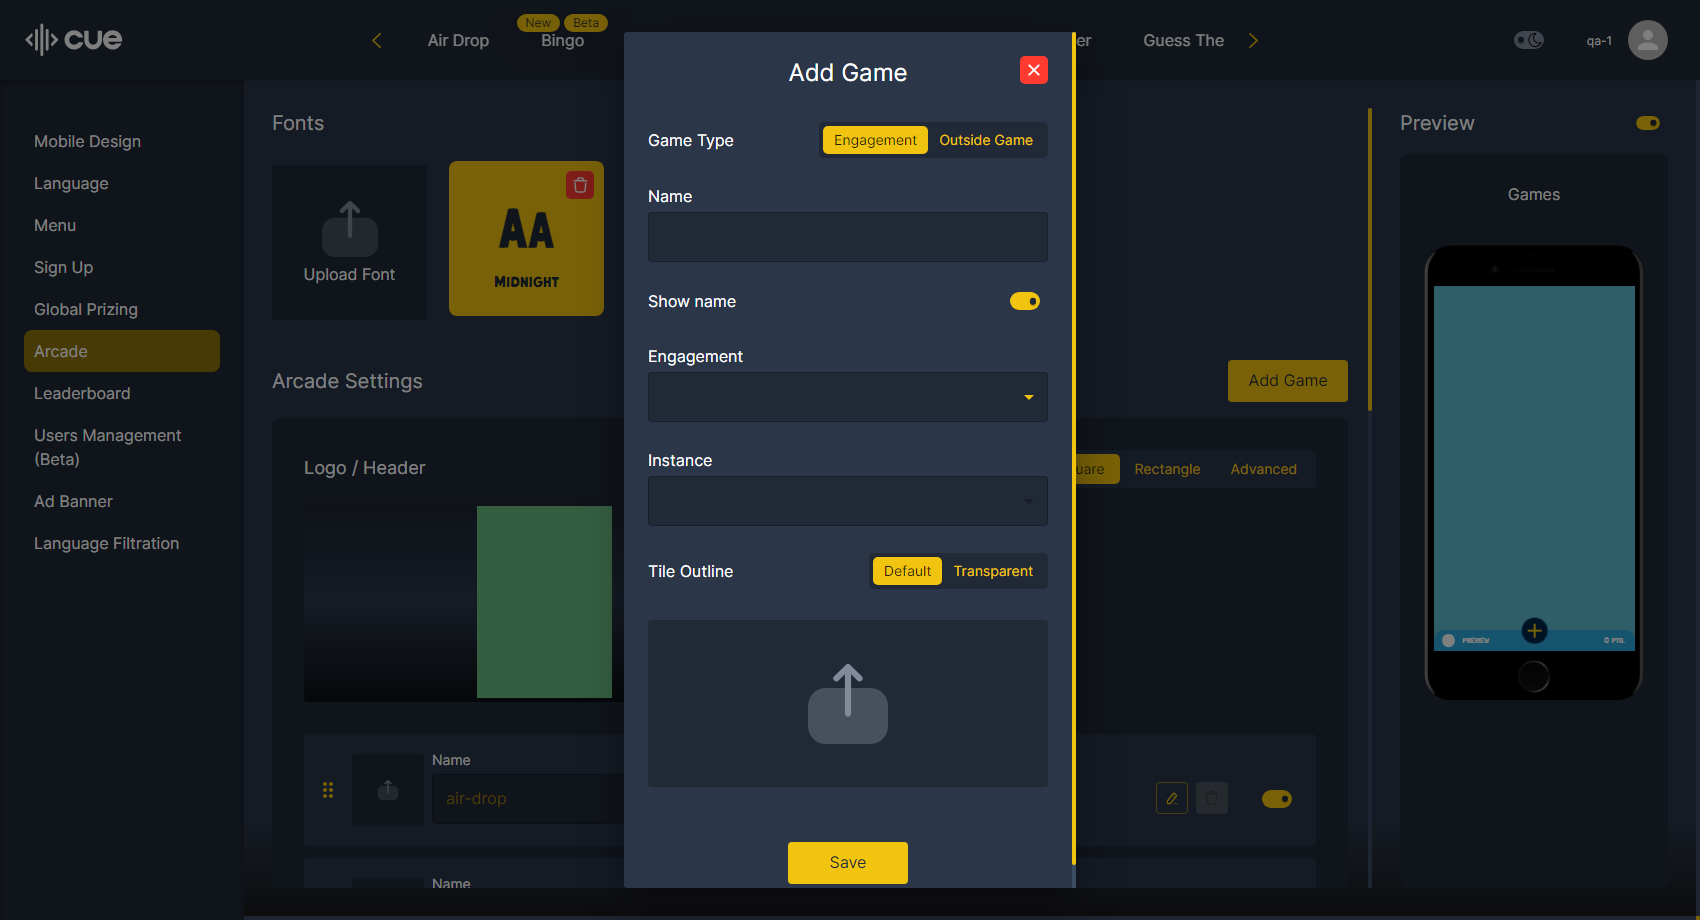 cue
Air Drop
New
Beta
Bingo
er
Guess The
qa-1
Mobile Design
Language
Menu
Sign Up
Global Prizing
Arcade
Leaderboard
Users Management
(Beta)
Ad Banner
Language Filtration
Fonts
Upload Font
AA
MIDNIGHT
Arcade Settings
Add Game
Logo / Header
uare
Rectangle
Advanced
Name
air-drop
Name
Add Game
Game Type
Engagement
Outside Game
Name
Show name
Engagement
Instance
Tile Outline
Default
Transparent
Save
Preview
Games
PREVIEW
0 PTS.